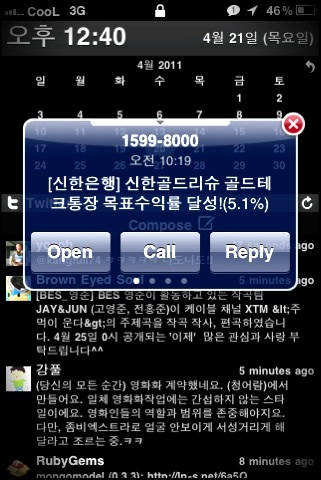 CooL 3G 46%
오후 12:40 4월 21일 (목요일)
4월 2011
일 월 화 수 목 금 토
1 2
3 4 5 6 7 8 9
1599-8000
오전 10:19
[신한은행] 신한골드리슈 골드테
크통장 목표수익률 달성!(5.1%)
Open Call Reply
Compose
seconds ago
Brown Eyed Soul 5 minutes ago
[BES_영준] BES 영준이 활동하고 있는 작곡팀
JAY&JUN (고영준, 전흥준)이 케이블 채널 XTM &lt;주
먹이 운다&gt;의 주제곡을 작곡 작사, 편곡하였습니
다. 4월 25일 0시 공개되는 '이제' 많은 관심과 사랑 부
탁드립니다^^
강풀 5 minutes ago
(당신의 모든 순간) 영화화 계약했네요. (청어람)에서
만들어요. 일체 영화화작업에는 간섭하지 않는 스타
일이에요. 영화인들의 역할과 범위를 존중해야지요.
다만, 좀비엑스트라로 얼굴 안보이게 서성거리게 해
달라고 조르는 중.ㅋㅋ
RubyGems 8 minutes ago
mongomodel (0.3.3): http://ln-s.net/6a5Q